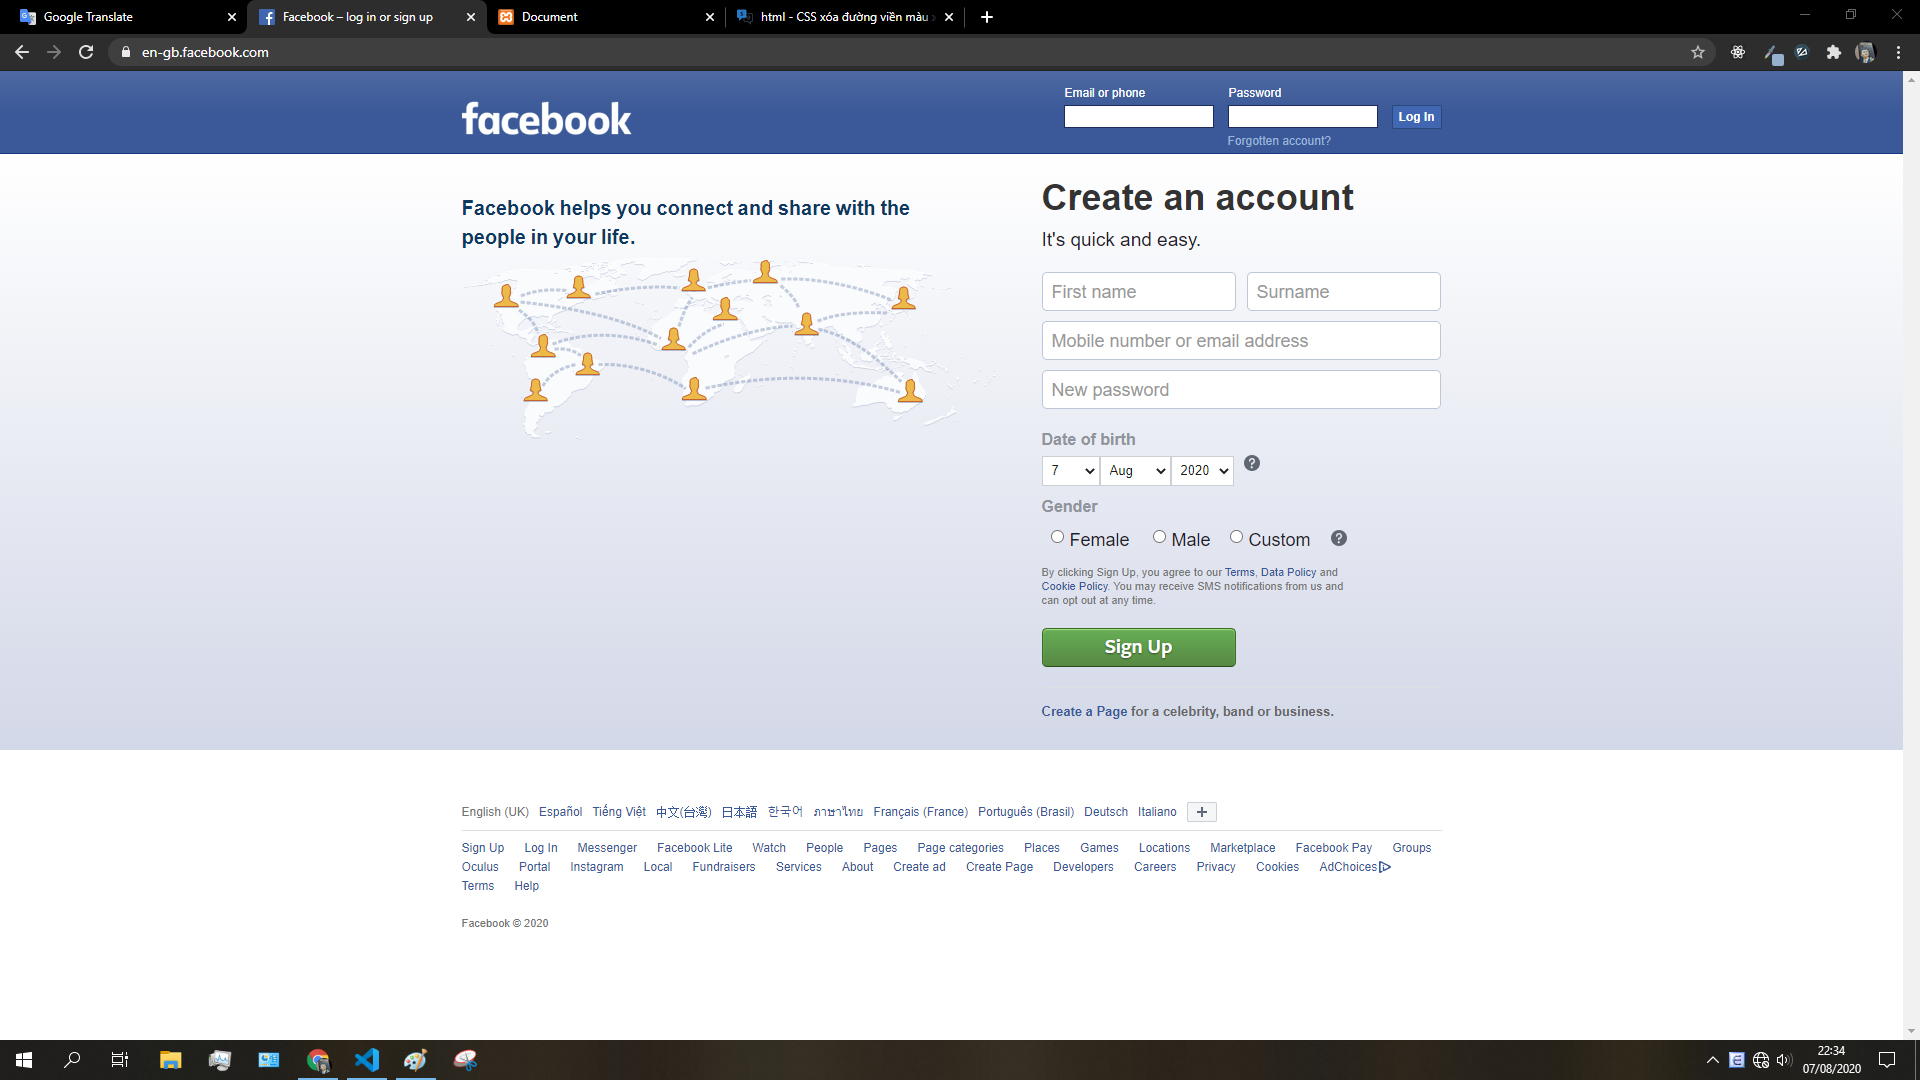 Google Translate
Facebook – log in or sign up
Document
html - CSS xóa đường viền màu
en-gb.facebook.com
facebook
Email or phone
Password
Log In
Forgotten account?
Facebook helps you connect and share with the
people in your life.
Create an account
It's quick and easy.
First name
Surname
Mobile number or email address
New password
Date of birth
7
Aug
2020
Gender
Female
Male
Custom
By clicking Sign Up, you agree to our Terms, Data Policy and
Cookie Policy. You may receive SMS notifications from us and
can opt out at any time.
Sign Up
Create a Page for a celebrity, band or business.
English (UK) Español Tiếng Việt 中文(台灣) 日本語 한국어 ภาษาไทย Français (France) Português (Brasil) Deutsch Italiano
Sign Up Log In Messenger Facebook Lite Watch People Pages Page categories Places Games Locations Marketplace Facebook Pay Groups
Oculus Portal Instagram Local Fundraisers Services About Create ad Create Page Developers Careers Privacy Cookies AdChoices
Terms Help
Facebook © 2020
22:34
07/08/2020